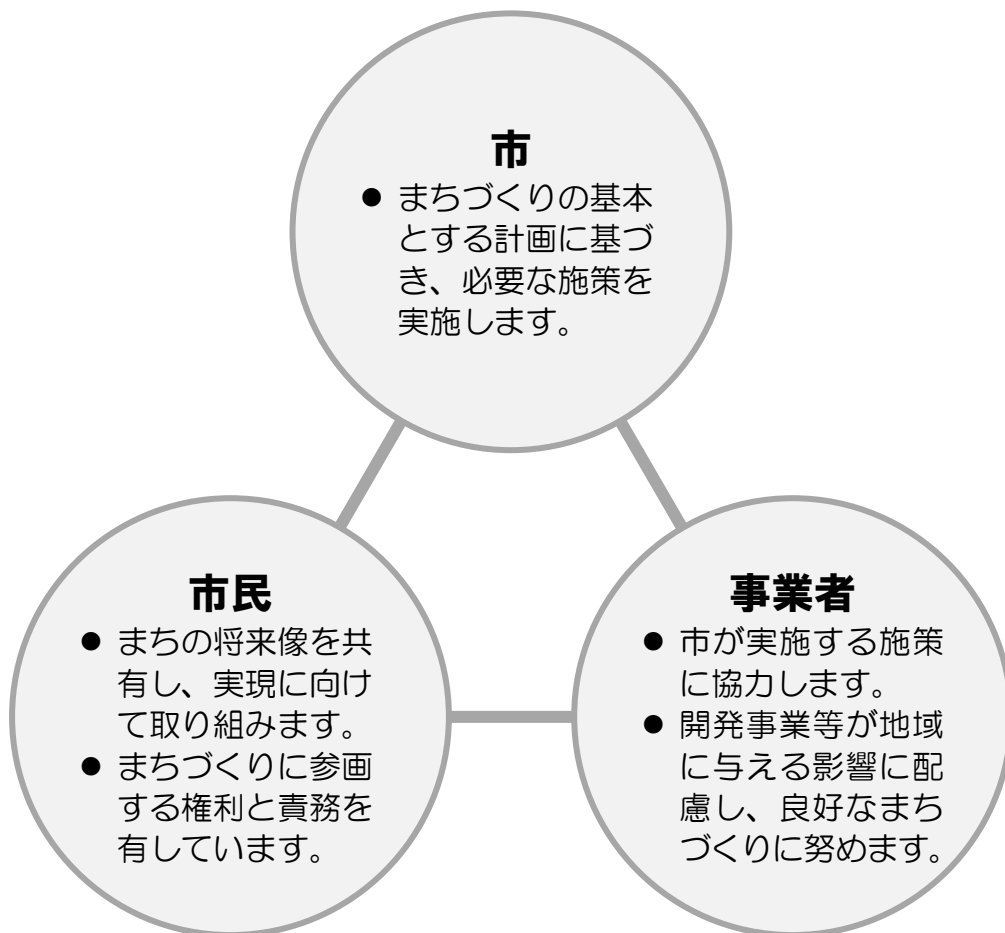 市
● まちづくりの基本
とする計画に基づ
き、必要な施策を
実施します。
市民
● まちの将来像を共
有し、実現に向け
て取り組みます。
● まちづくりに参画
する権利と責務を
有しています。
事業者
● 市が実施する施策
に協力します。
● 開発事業等が地域
に与える影響に配
慮し、良好なまち
づくりに努めます。